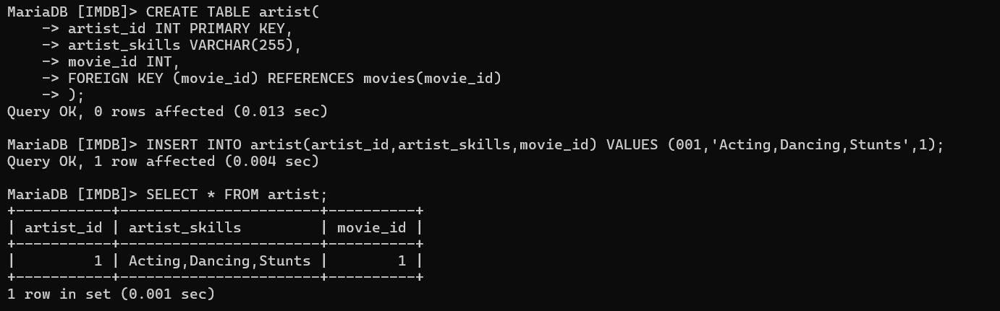 MariaDB [IMDB]> CREATE TABLE artist(
    -> artist_id INT PRIMARY KEY,
    -> artist_skills VARCHAR(255),
    -> movie_id INT,
    -> FOREIGN KEY (movie_id) REFERENCES movies(movie_id)
    -> );
Query OK, 0 rows affected (0.013 sec)

MariaDB [IMDB]> INSERT INTO artist(artist_id,artist_skills,movie_id) VALUES (001,'Acting,Dancing,Stunts',1);
Query OK, 1 row affected (0.004 sec)

MariaDB [IMDB]> SELECT * FROM artist;
+-----------+-----------------------+----------+
| artist_id | artist_skills         | movie_id |
+-----------+-----------------------+----------+
|         1 | Acting,Dancing,Stunts |        1 |
+-----------+-----------------------+----------+
1 row in set (0.001 sec)